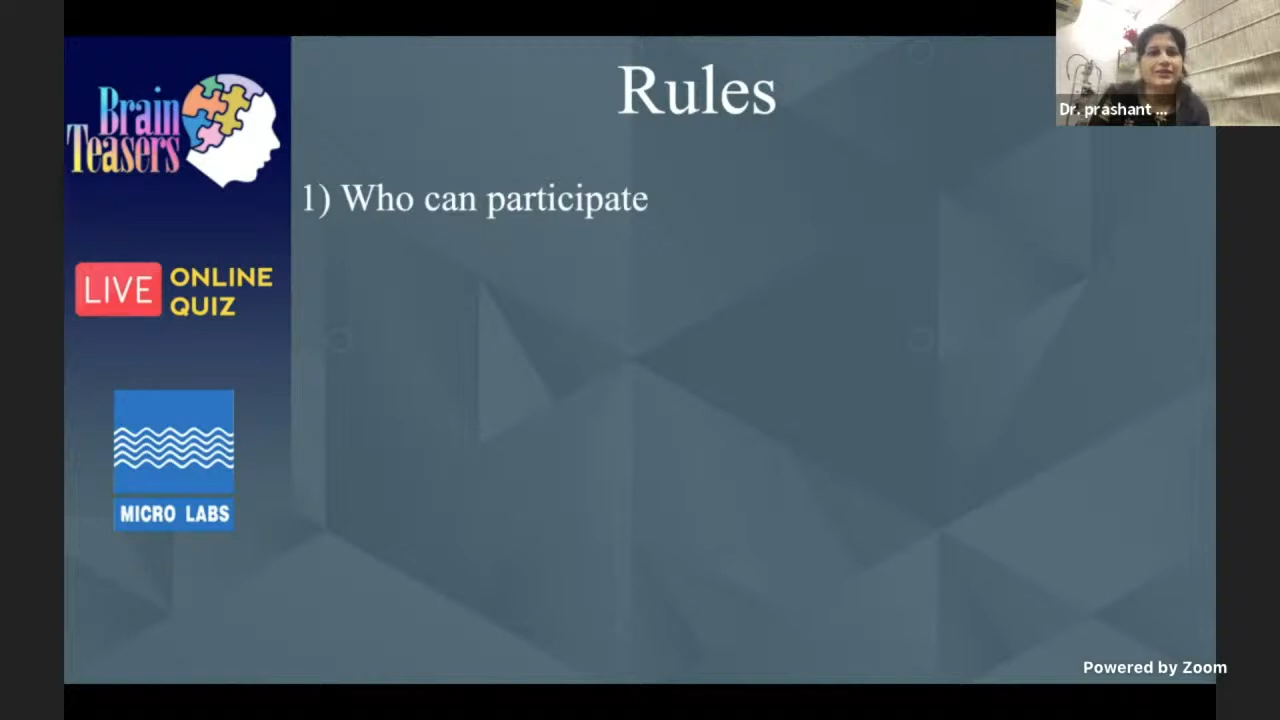 Rules
Dr. prashant ...
Brain
Teasers
1) Who can participate
LIVE
ONLINE
QUIZ
MICRO LABS
Powered by Zoom